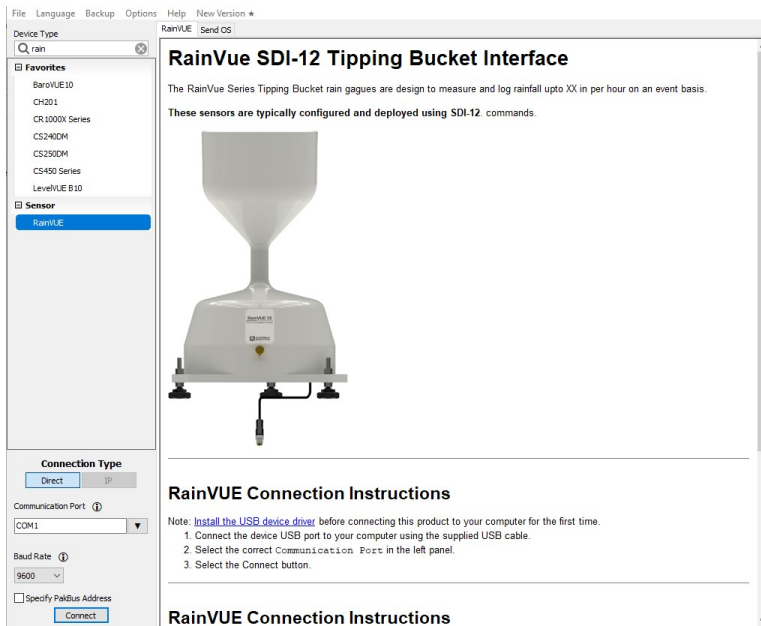 File Language Backup Options Help New Version ★
Device Type
rain
Favorites
BaroVUE10
CH201
CR1000X Series
CS240DM
CS250DM
CS450 Series
LevelVUE B10
Sensor
RainVUE
Connection Type
Direct IP
Communication Port
COM1
Baud Rate
9600
Specify PakBus Address
Connect
RainVUE Send OS
RainVue SDI-12 Tipping Bucket Interface
The RainVue Series Tipping Bucket rain gagues are design to measure and log rainfall upto XX in per hour on an event basis.
These sensors are typically configured and deployed using SDI-12. commands.
RainVUE Connection Instructions
Note: Install the USB device driver before connecting this product to your computer for the first time.
1. Connect the device USB port to your computer using the supplied USB cable.
2. Select the correct Communication Port in the left panel.
3. Select the Connect button.
RainVUE Connection Instructions